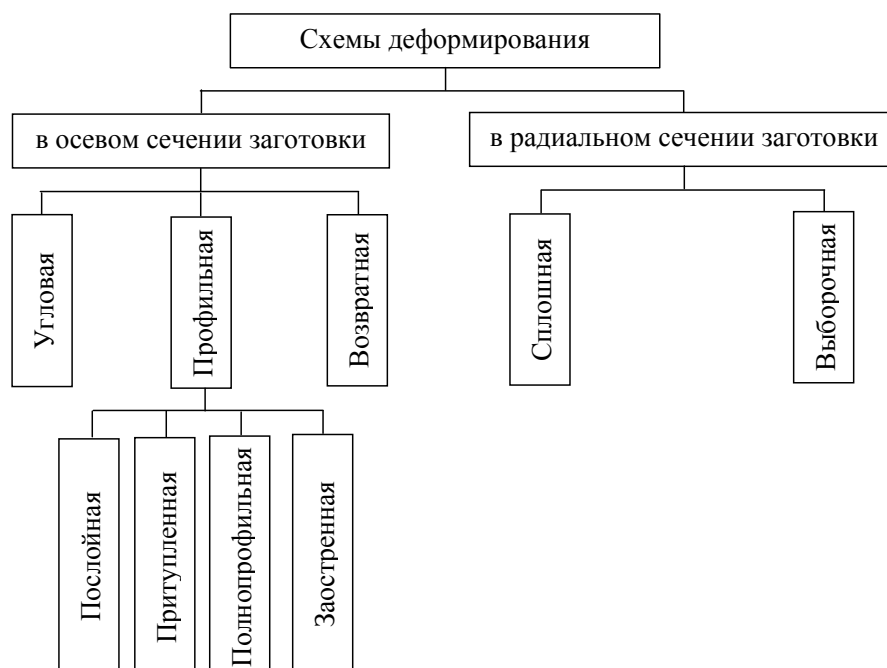 Схемы деформирования
в осевом сечении заготовки
в радиальном сечении заготовки
Угловая
Профильная
Возвратная
Сплошная
Выборочная
Послойная
Притупленная
Полнопрофильная
Заостренная